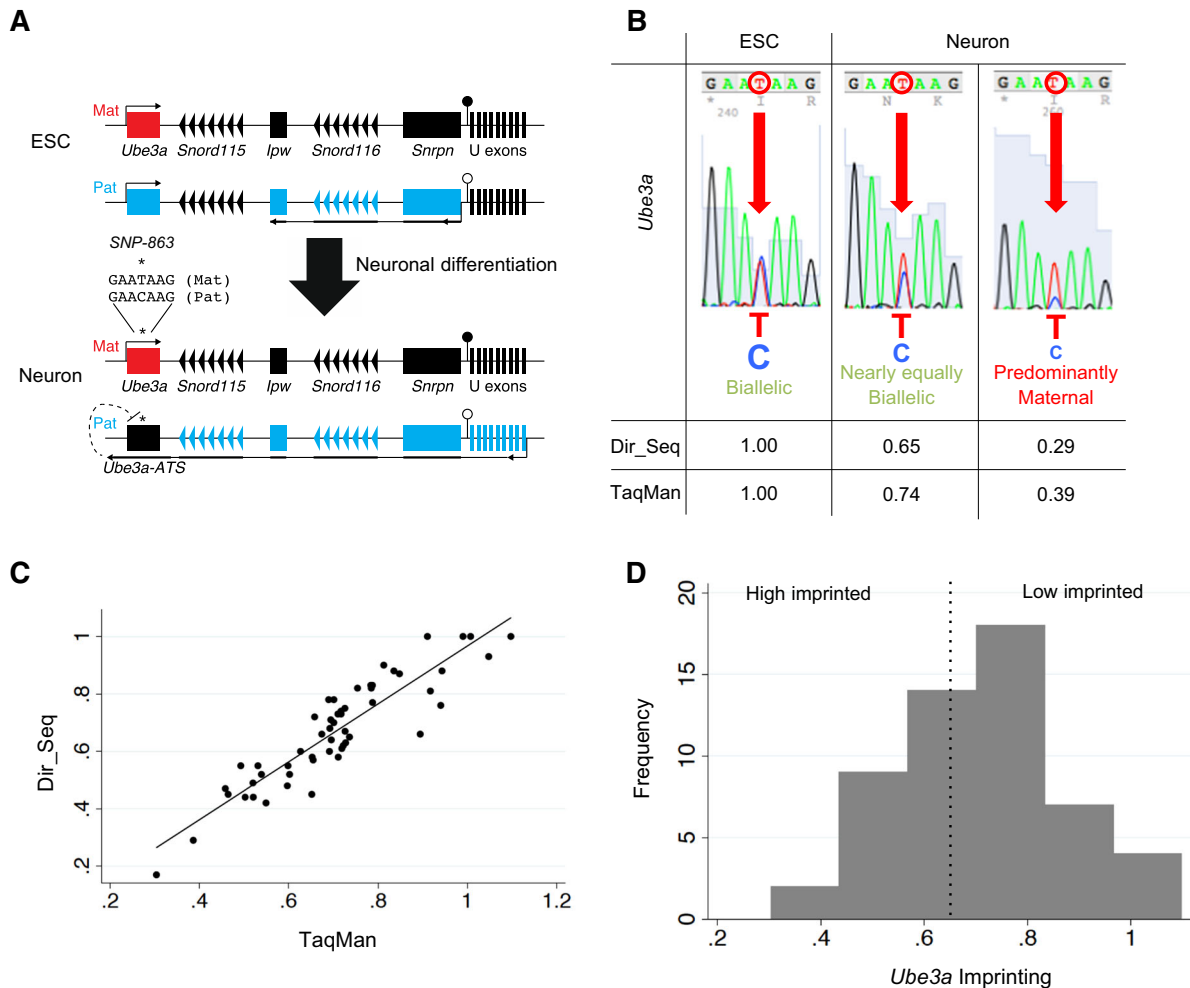 A
Mat
ESC
Ube3a Snord115 Ipw Snord116 Snrpn U exons
Pat
SNP-863
*
GAATAAG (Mat)
GAACAAG (Pat)
Neuronal differentiation
*
Mat
Neuron
Ube3a Snord115 Ipw Snord116 Snrpn U exons
*
Pat
Ube3a-ATS
B
ESC Neuron
Ube3a
GAATAAG GAATAAG GAATAAG
* I R N K * I R
240
T T T
C C C
Biallelic
Nearly equally
Biallelic
Predominantly
Maternal
Dir_Seq 1.00 0.65 0.29
TaqMan 1.00 0.74 0.39
C
Dir_Seq
1
.8
.6
.4
.2
.2 .4 .6 .8 1 1.2
TaqMan
D
High imprinted Low imprinted
Frequency
20
15
10
5
0
.2 .4 .6 .8 1
Ube3a Imprinting